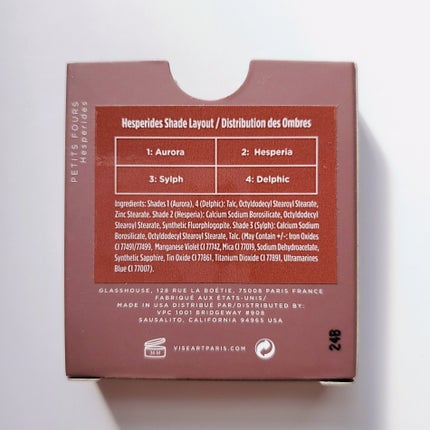 PETITS FOURS
Hesperides
Hesperides Shade Layout / Distribution des Ombres
1: Aurora
2: Hesperia
3: Sylph
4: Delphic
Ingredients: Shades 1 (Aurora), 4 (Delphic): Talc, Octyldodecyl Stearoyl Stearate,
Zinc Stearate. Shade 2 (Hesperia): Calcium Sodium Borosilicate, Octyldodecyl
Stearoyl Stearate, Synthetic Fluorphlogopite. Shade 3 (Sylph): Calcium Sodium
Borosilicate, Octyldodecyl Stearoyl Stearate, Talc. (May Contain +/-: Iron Oxides
CI 77491/77499, Manganese Violet CI 77742, Mica CI 77019, Sodium Dehydroacetate,
Synthetic Sapphire, Tin Oxide CI 77861, Titanium Dioxide CI 77891, Ultramarines
Blue CI 77007).
GLASSHOUSE, 128 RUE LA BOÉTIE, 75008 PARIS FRANCE
FABRIQUÉ AUX ÉTATS-UNIS/
MADE IN USA DISTRIBUÉ PAR/DISTRIBUTED BY:
VPC 1001 BRIDGEWAY #908
SAUSALITO, CALIFORNIA 94965 USA
VISEARTPARIS.COM
24B